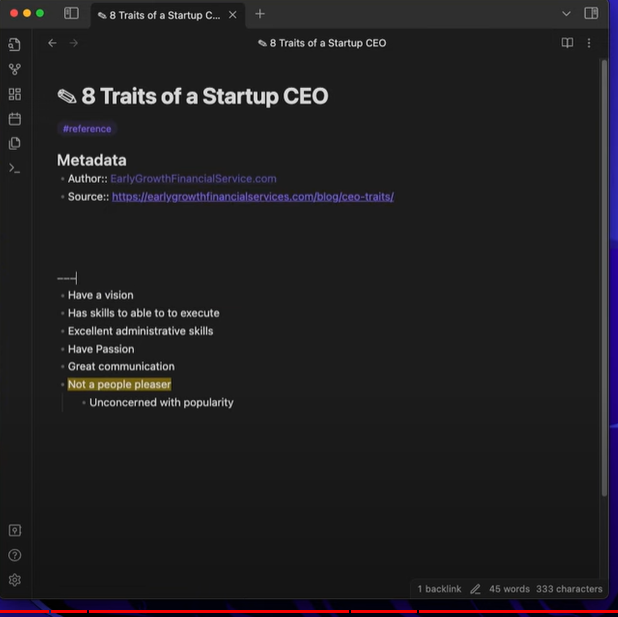 8 Traits of a Startup C...
8 Traits of a Startup CEO
8 Traits of a Startup CEO
#reference
Metadata
Author:: EarlyGrowthFinancialService.com
Source:: https://earlygrowthfinancialservices.com/blog/ceo-traits/
---
Have a vision
Has skills to able to to execute
Excellent administrative skills
Have Passion
Great communication
Not a people pleaser
Unconcerned with popularity
1 backlink 45 words 333 characters